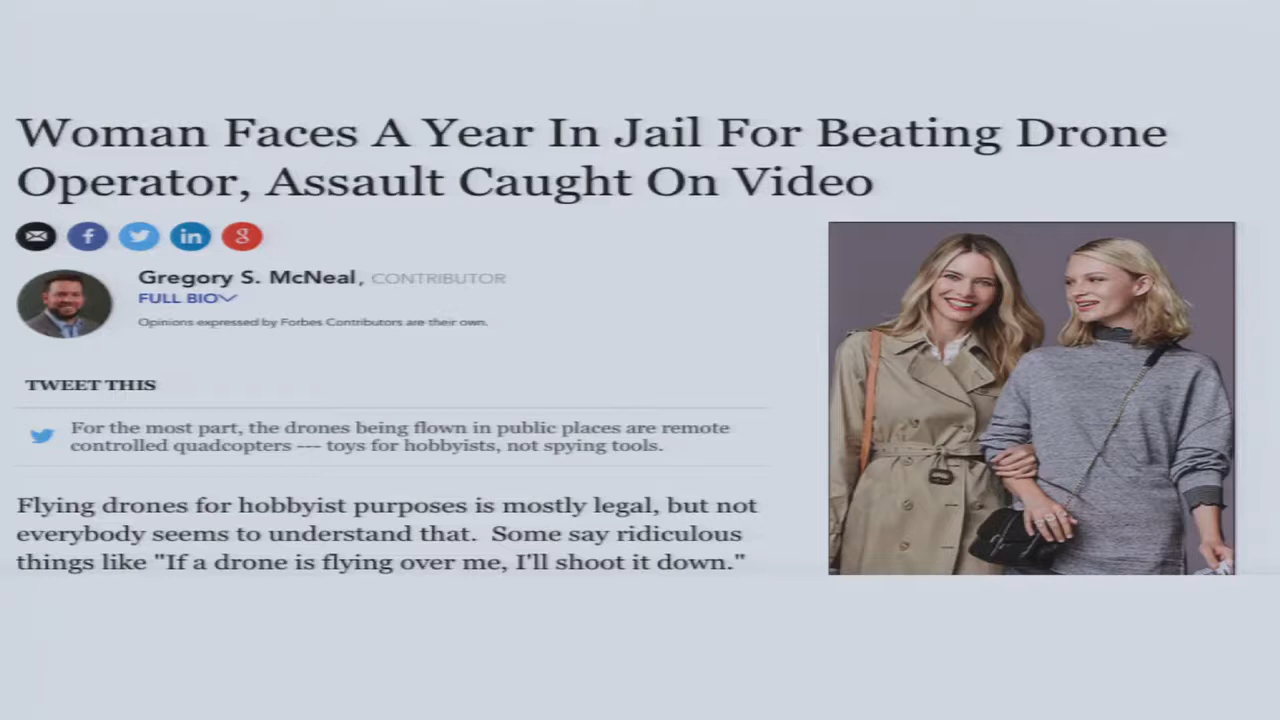 Woman Faces A Year In Jail For Beating Drone
Operator, Assault Caught On Video
Gregory S. McNeal, CONTRIBUTOR
FULL BIO
Opinions expressed by Forbes Contributors are their own.
TWEET THIS
For the most part, the drones being flown in public places are remote
controlled quadcopters --- toys for hobbyists, not spying tools.
Flying drones for hobbyist purposes is mostly legal, but not
everybody seems to understand that. Some say ridiculous
things like "If a drone is flying over me, I'll shoot it down."